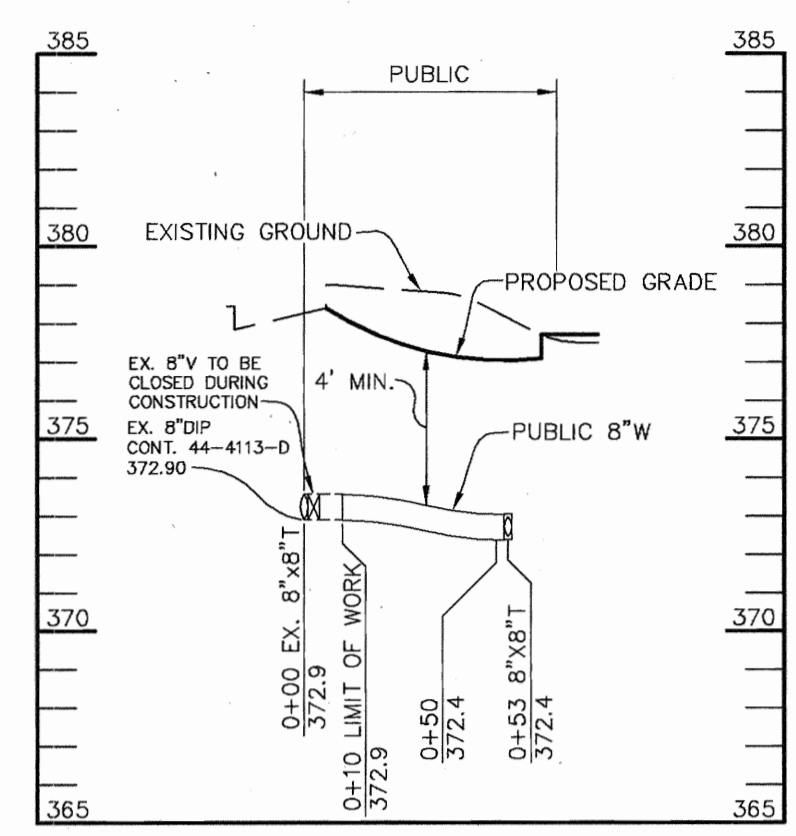 385
385
PUBLIC
380
EXISTING GROUND
380
PROPOSED GRADE
EX. 8"V TO BE
CLOSED DURING
CONSTRUCTION
4' MIN.
375
375
EX. 8"DIP
CONT. 44-4113-D
372.90
PUBLIC 8"W
370
370
0+00 EX. 8"x8"T
372.9
0+10 LIMIT OF WORK
372.9
0+50
372.4
0+53 8"X8"T
372.4
365
365